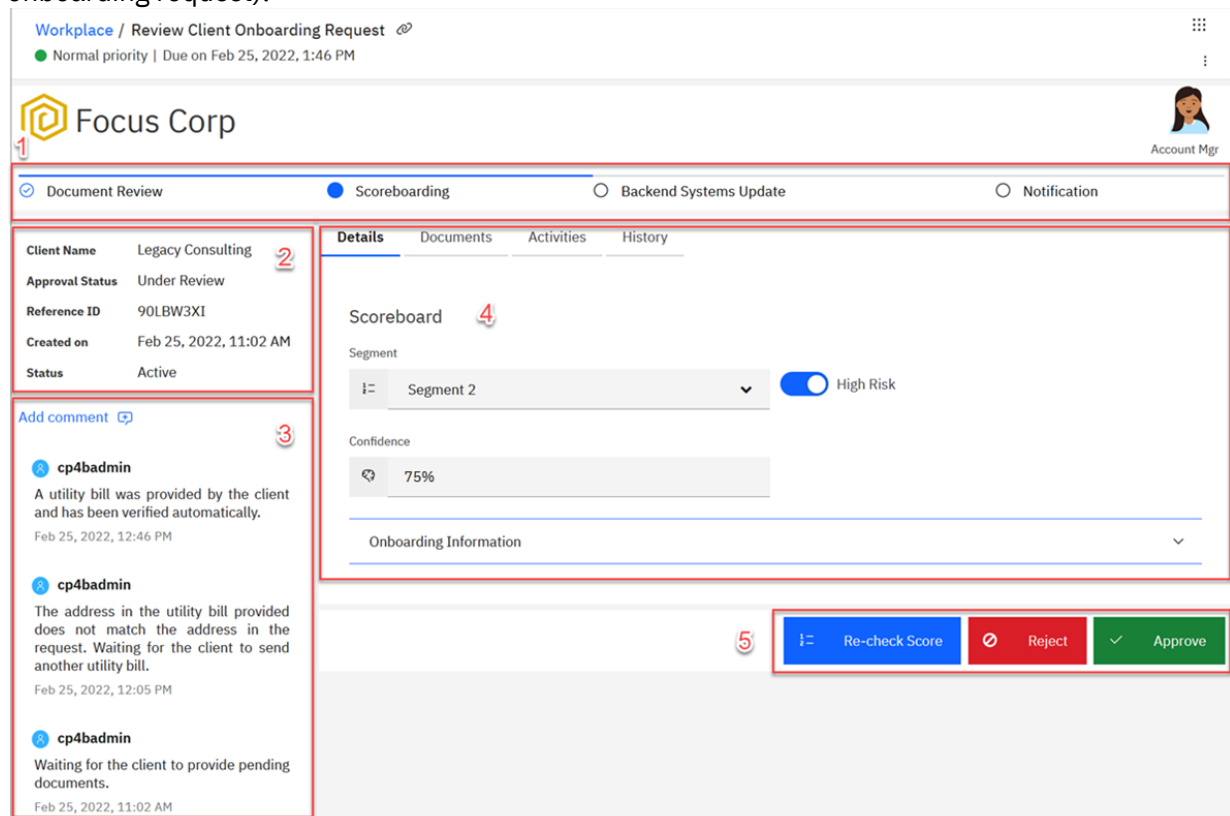 onboarding request).
Workplace / Review Client Onboarding Request
Normal priority | Due on Feb 25, 2022, 1:46 PM
Focus Corp
Account Mgr
1
Document Review
Scoreboarding
Backend Systems Update
Notification
2
Client Name Legacy Consulting
Approval Status Under Review
Reference ID 90LBW3XI
Created on Feb 25, 2022, 11:02 AM
Status Active
3
Add comment
cp4badmin
A utility bill was provided by the client
and has been verified automatically.
Feb 25, 2022, 12:46 PM
cp4badmin
The address in the utility bill provided
does not match the address in the
request. Waiting for the client to send
another utility bill.
Feb 25, 2022, 12:05 PM
cp4badmin
Waiting for the client to provide pending
documents.
Feb 25, 2022, 11:02 AM
Details Documents Activities History
Scoreboard 4
Segment
Segment 2
High Risk
Confidence
75%
Onboarding Information
5
Re-check Score
Reject
Approve